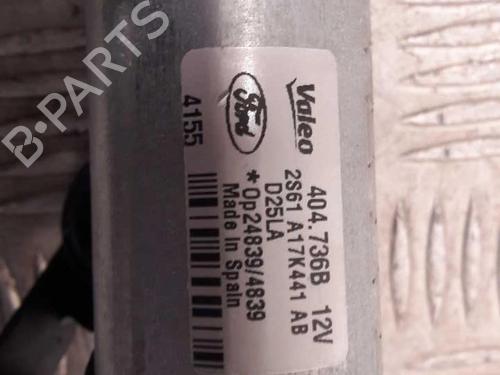 B-PARTS
Valeo
Ford
404.736B 12V
2S61 A17K441 AB
D25LA
*Op24839/4839
Made in Spain
4155